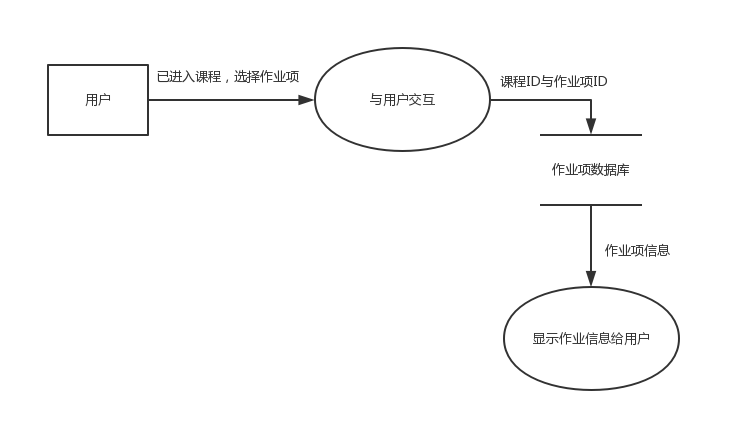 用户
已进入课程，选择作业项
与用户交互
课程ID与作业项ID
作业项数据库
作业项信息
显示作业信息给用户